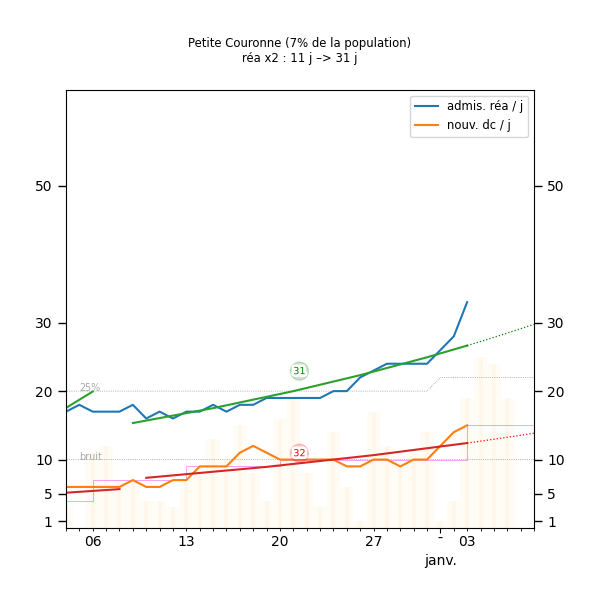 Petite Couronne (7% de la population)
réa x2 : 11 j –> 31 j
admis. réa / j
nouv. dc / j
50 50
30 30
31
25%
20 20
32
bruit
10 10
5 5
1 1
06 13 20 27 - 03
janv.